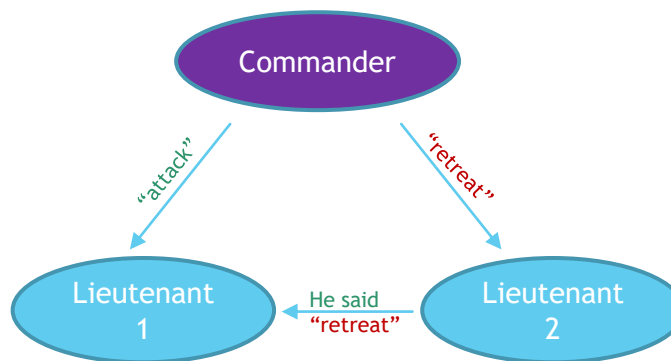 Commander
“attack”
“retreat”
Lieutenant
1
He said
“retreat”
Lieutenant
2